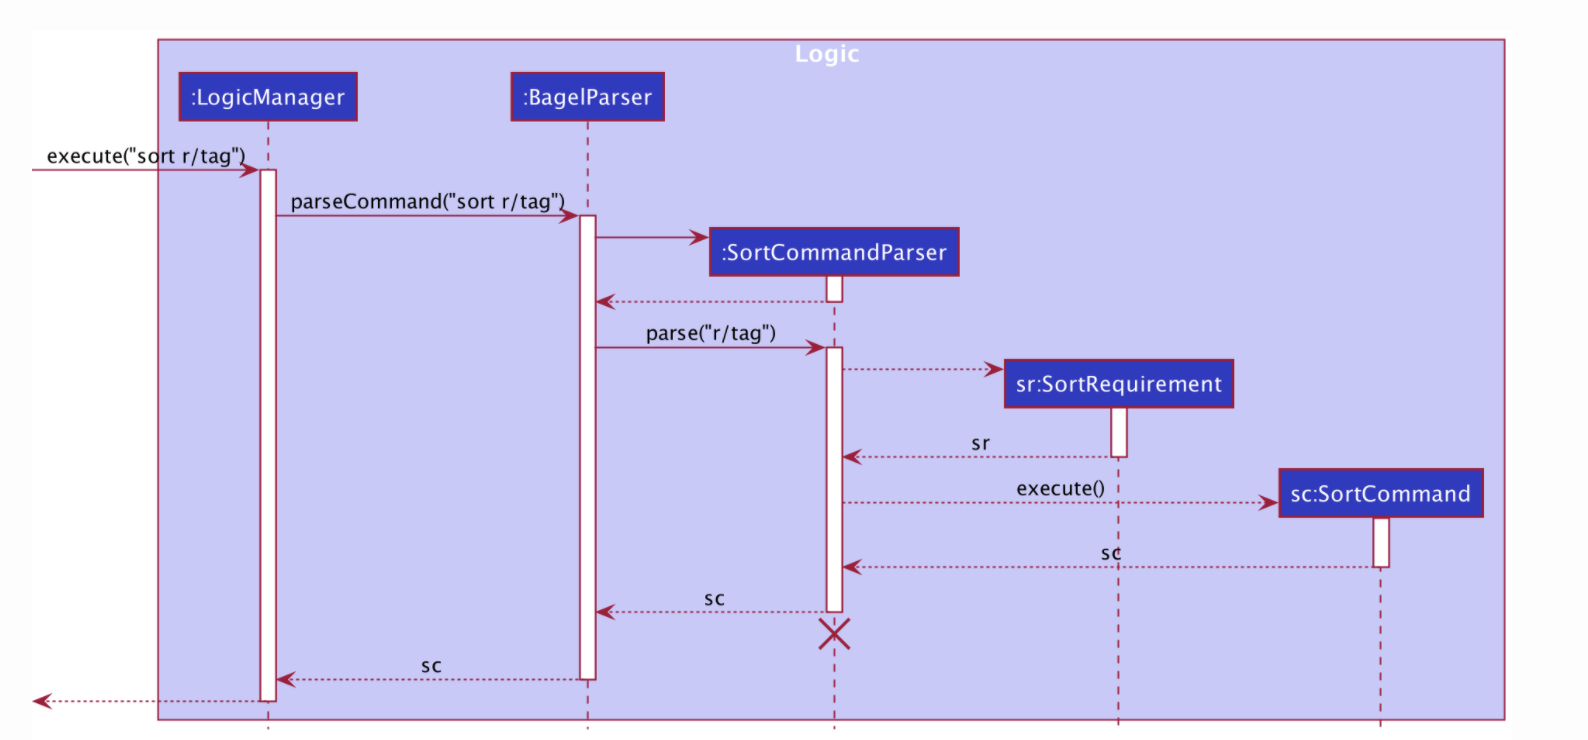 Logic
:LogicManager
:BagelParser
execute("sort r/tag")
parseCommand("sort r/tag")
:SortCommandParser
parse("r/tag")
sr:SortRequirement
sr
execute()
sc:SortCommand
sc
sc
sc